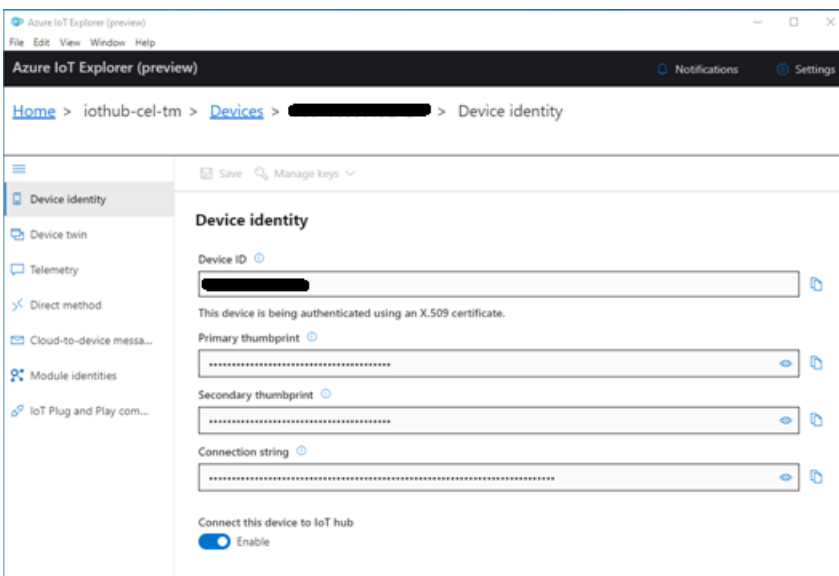 Azure IoT Explorer (preview)
File Edit View Window Help
Azure IoT Explorer (preview) Notifications Settings
Home > iothub-cel-tm > Devices > > Device identity
Save Manage keys
Device identity
Device twin
Telemetry
Direct method
Cloud-to-device messa...
Module identities
IoT Plug and Play com...
Device identity
Device ID
This device is being authenticated using an X.509 certificate.
Primary thumbprint
Secondary thumbprint
Connection string
Connect this device to IoT hub
Enable